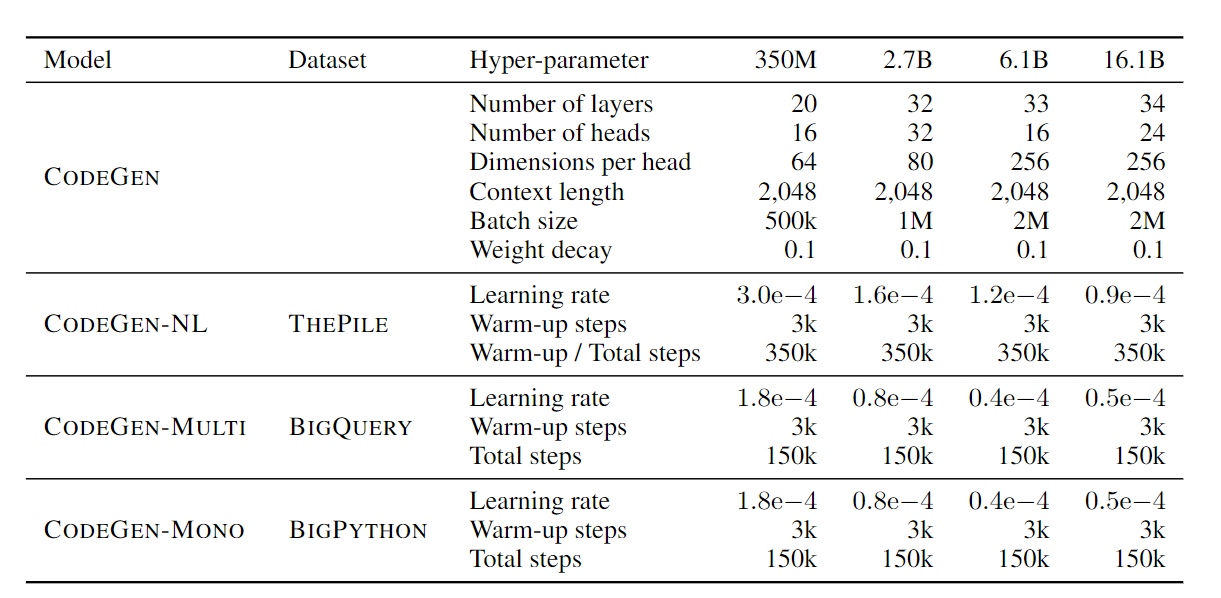 Model Dataset Hyper-parameter 350M 2.7B 6.1B 16.1B
Number of layers 20 32 33 34
Number of heads 16 32 16 24
Dimensions per head 64 80 256 256
CODEGEN
Context length 2,048 2,048 2,048 2,048
Batch size 500k 1M 2M 2M
Weight decay 0.1 0.1 0.1 0.1
Learning rate 3.0e−4 1.6e−4 1.2e−4 0.9e−4
CODEGEN-NL THEPILE Warm-up steps 3k 3k 3k 3k
Warm-up / Total steps 350k 350k 350k 350k
Learning rate 1.8e−4 0.8e−4 0.4e−4 0.5e−4
CODEGEN-MULTI BIGQUERY Warm-up steps 3k 3k 3k 3k
Total steps 150k 150k 150k 150k
Learning rate 1.8e−4 0.8e−4 0.4e−4 0.5e−4
CODEGEN-MONO BIGPYTHON Warm-up steps 3k 3k 3k 3k
Total steps 150k 150k 150k 150k